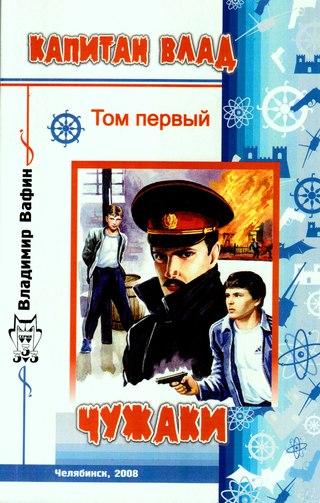 КАПИТАН ВЛАД
Том первый
Владимир Вафин
ЧУЖАКИ
Челябинск, 2008